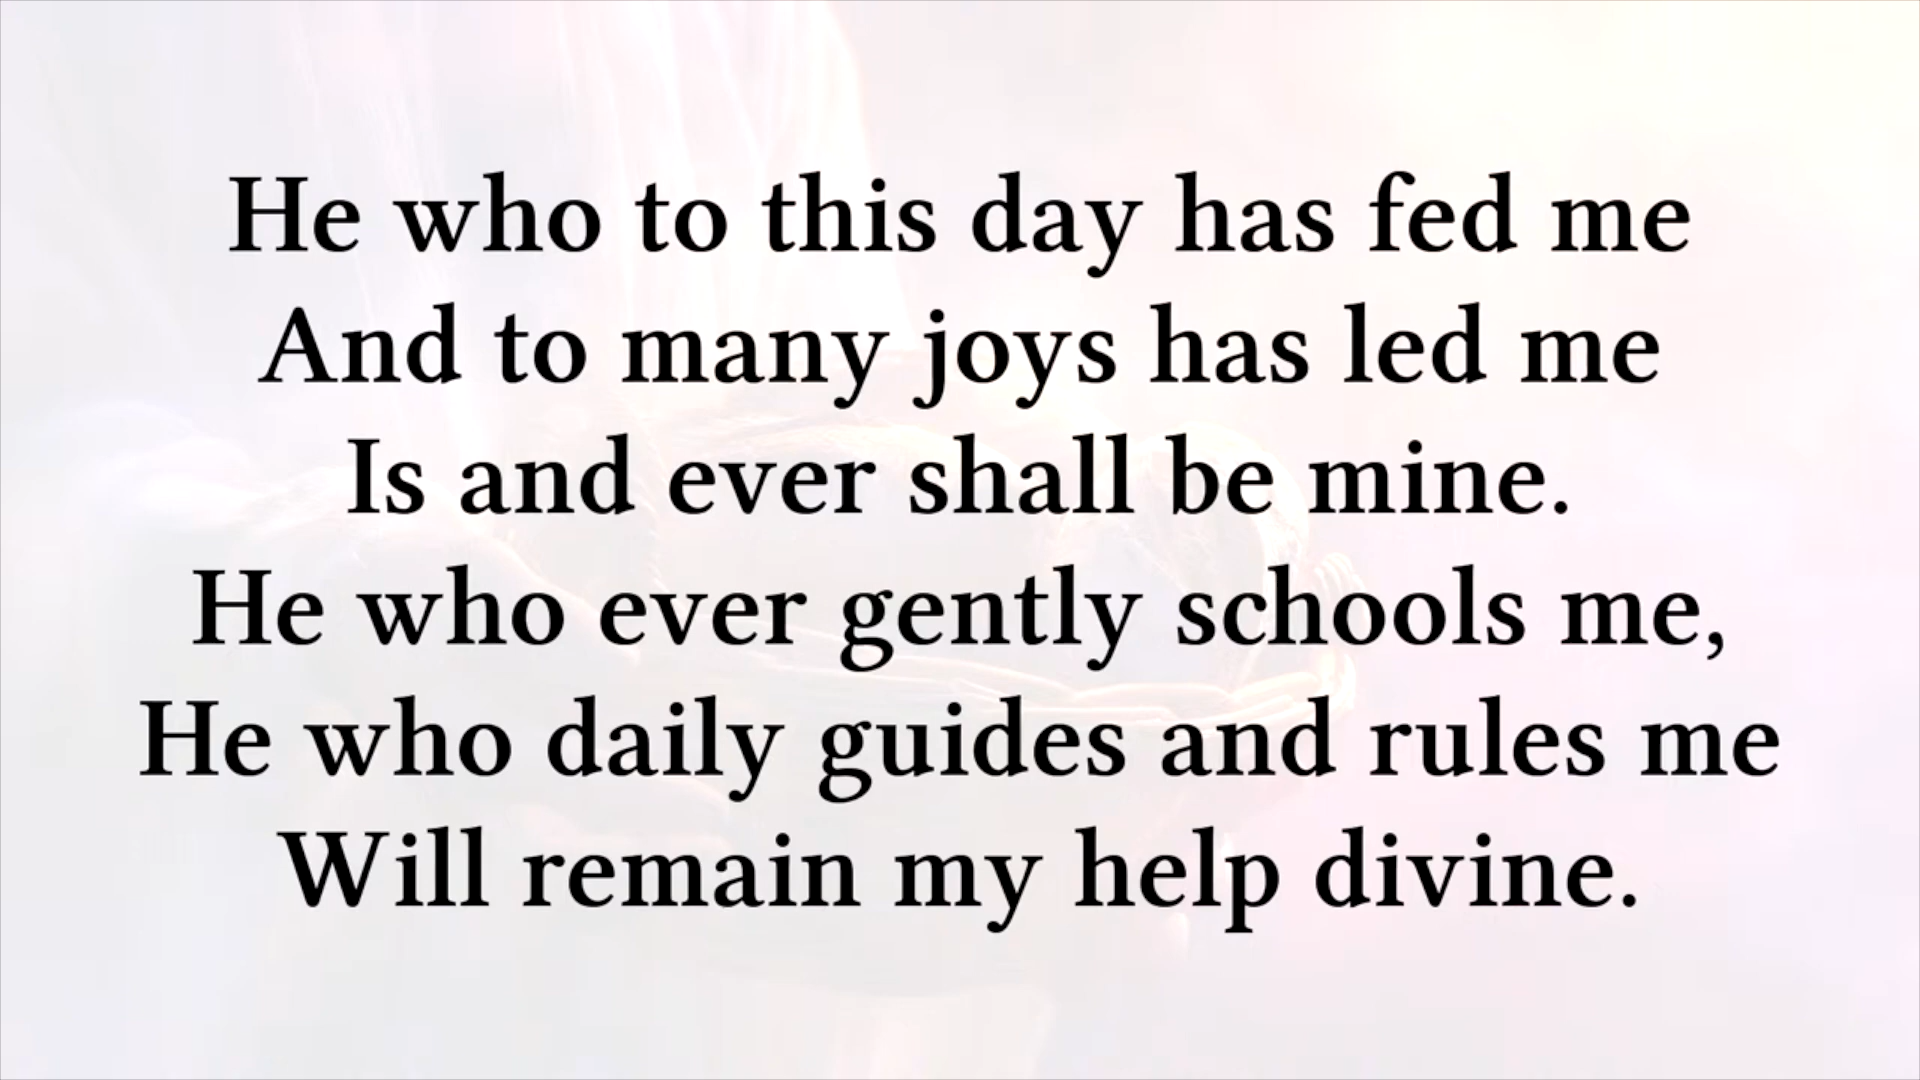 He who to this day has fed me
And to many joys has led me
Is and ever shall be mine.
He who ever gently schools me,
He who daily guides and rules me
Will remain my help divine.